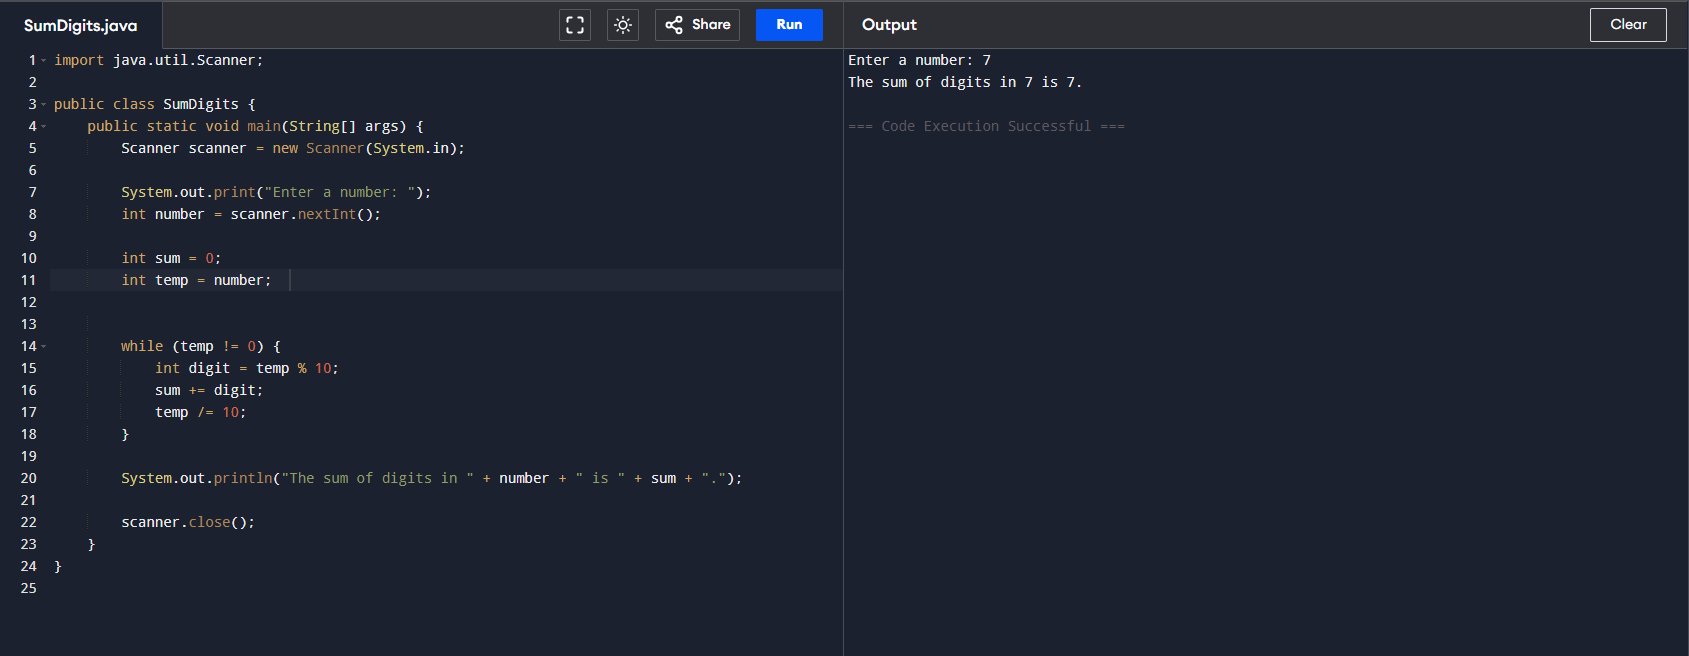 SumDigits.java
Share
Run
Output
Clear
1 import java.util.Scanner;
2
3 public class SumDigits {
4     public static void main(String[] args) {
5         Scanner scanner = new Scanner(System.in);
6
7         System.out.print("Enter a number: ");
8         int number = scanner.nextInt();
9
10         int sum = 0;
11         int temp = number;
12
13
14         while (temp != 0) {
15             int digit = temp % 10;
16             sum += digit;
17             temp /= 10;
18         }
19
20         System.out.println("The sum of digits in " + number + " is " + sum + ".");
21
22         scanner.close();
23     }
24 }
25
Enter a number: 7
The sum of digits in 7 is 7.
=== Code Execution Successful ===